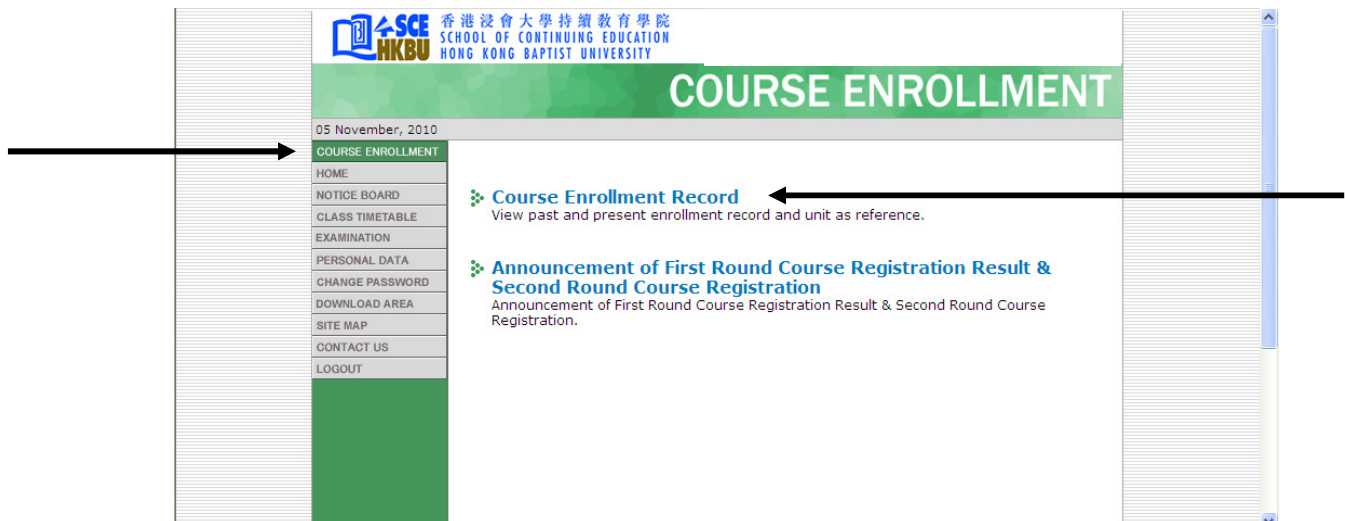 SCE
HKBU
香港浸會大學持續教育學院
SCHOOL OF CONTINUING EDUCATION
HONG KONG BAPTIST UNIVERSITY
COURSE ENROLLMENT
05 November, 2010
COURSE ENROLLMENT
HOME
NOTICE BOARD
CLASS TIMETABLE
EXAMINATION
PERSONAL DATA
CHANGE PASSWORD
DOWNLOAD AREA
SITE MAP
CONTACT US
LOGOUT
Course Enrollment Record
View past and present enrollment record and unit as reference.
Announcement of First Round Course Registration Result &
Second Round Course Registration
Announcement of First Round Course Registration Result & Second Round Course
Registration.